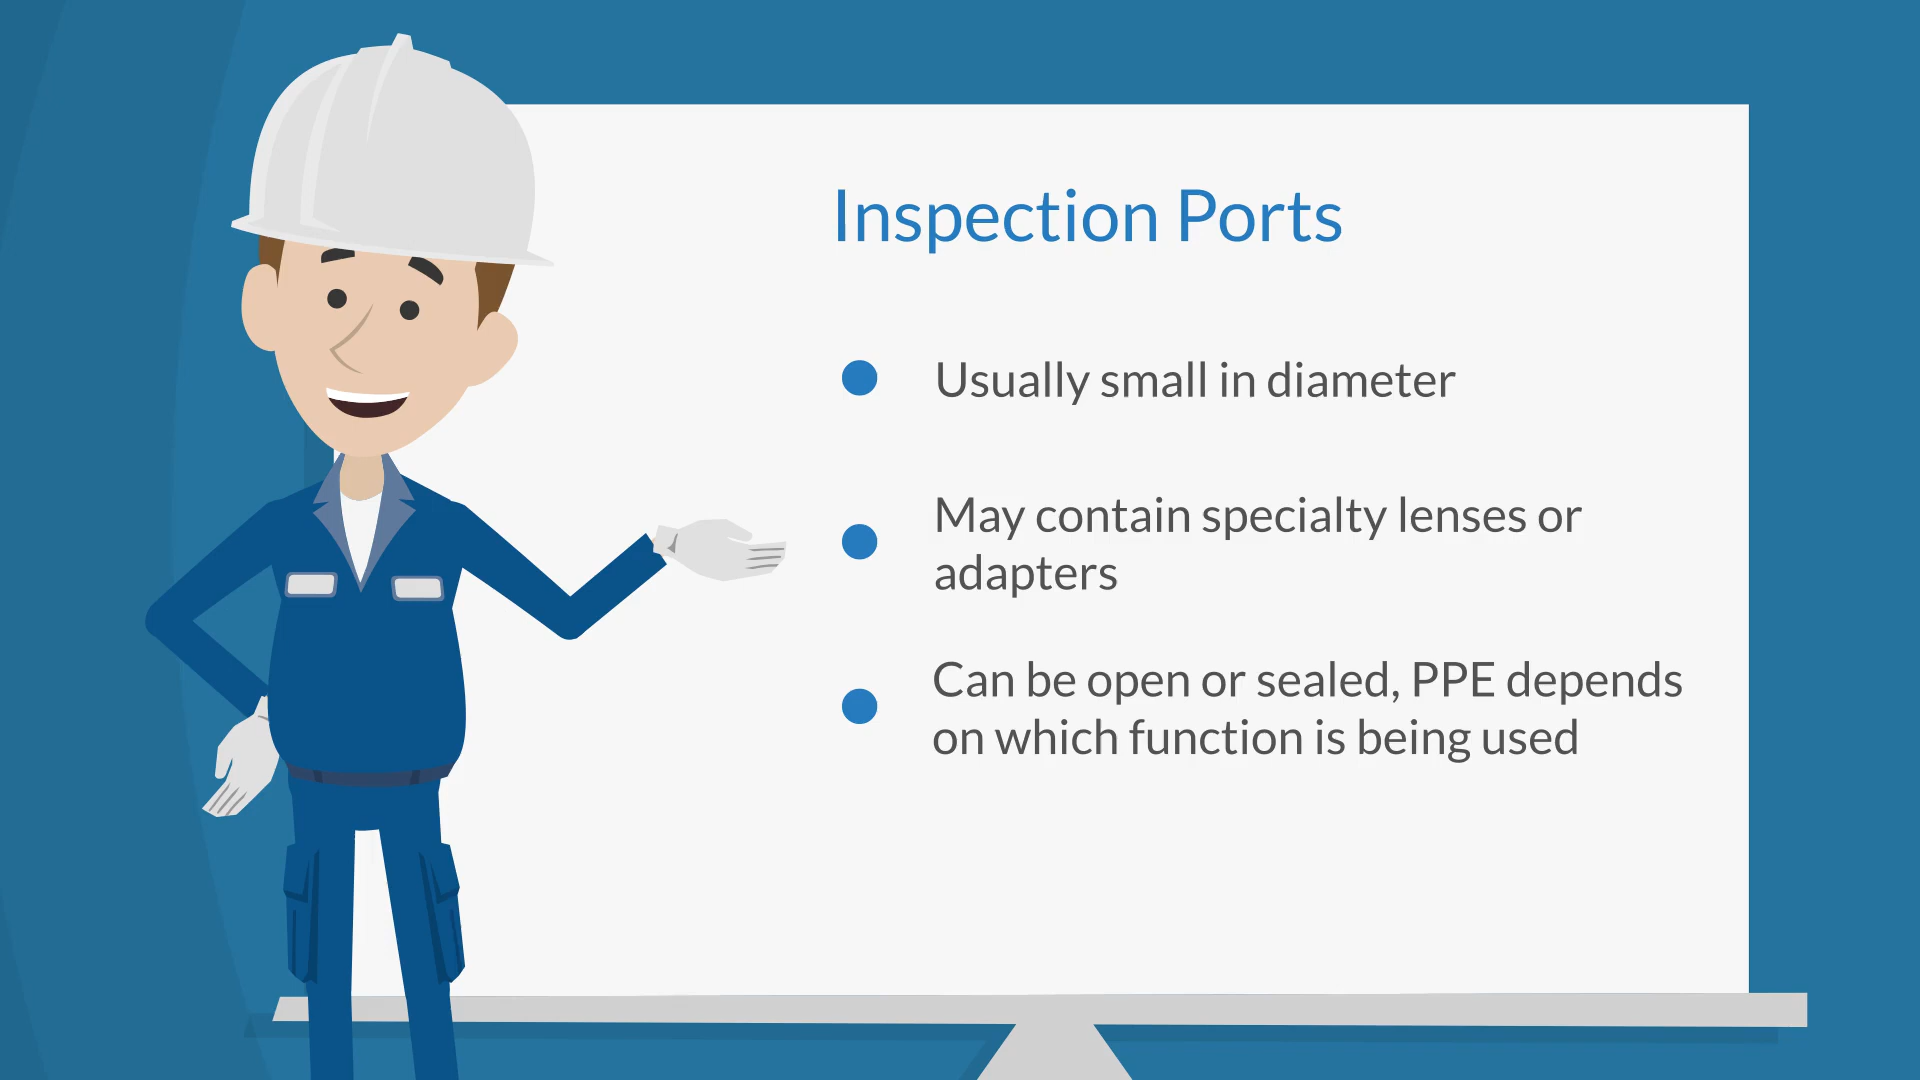 Inspection Ports
Usually small in diameter
May contain specialty lenses or
adapters
Can be open or sealed, PPE depends
on which function is being used